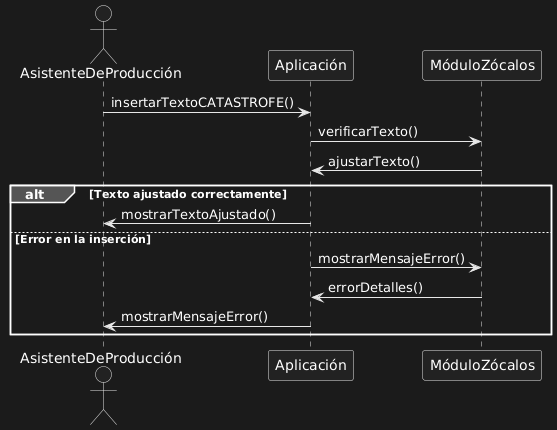 AsistenteDeProducción
Aplicación
MóduloZócalos
insertarTextoCATASTROFE()
verificarTexto()
ajustarTexto()
alt
[Texto ajustado correctamente]
mostrarTextoAjustado()
[Error en la inserción]
mostrarMensajeError()
errorDetalles()
mostrarMensajeError()
AsistenteDeProducción
Aplicación
MóduloZócalos